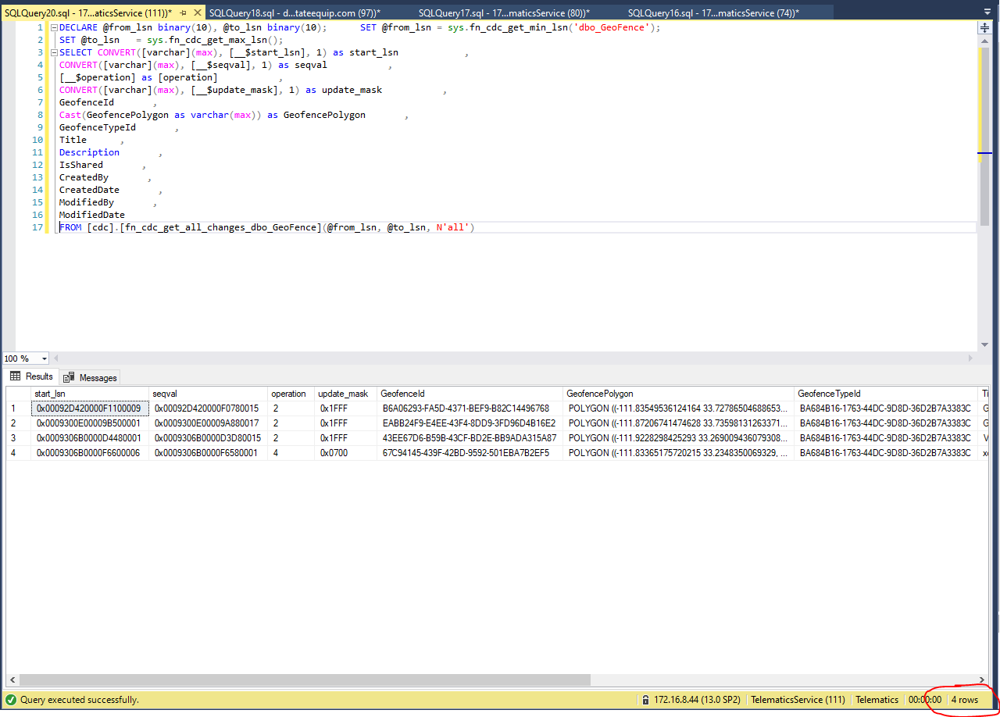 SQLQuery20.sql - 17...aticsService (111))* SQLQuery18.sql - d...tateequip.com (97))* SQLQuery17.sql - 17...maticsService (80))* SQLQuery16.sql - 17...maticsService (74))*
1 DECLARE @from_lsn binary(10), @to_lsn binary(10); SET @from_lsn = sys.fn_cdc_get_min_lsn('dbo_GeoFence');
2 SET @to_lsn = sys.fn_cdc_get_max_lsn();
3 SELECT CONVERT([varchar](max), [__$start_lsn], 1) as start_lsn ,
4 CONVERT([varchar](max), [__$seqval], 1) as seqval ,
5 [__$operation] as [operation] ,
6 CONVERT([varchar](max), [__$update_mask], 1) as update_mask ,
7 GeofenceId ,
8 Cast(GeofencePolygon as varchar(max)) as GeofencePolygon ,
9 GeofenceTypeId ,
10 Title ,
11 Description ,
12 IsShared ,
13 CreatedBy ,
14 CreatedDate ,
15 ModifiedBy ,
16 ModifiedDate
17 FROM [cdc].[fn_cdc_get_all_changes_dbo_GeoFence](@from_lsn, @to_lsn, N'all')
100 %
Results Messages
start_lsn seqval operation update_mask GeofenceId GeofencePolygon GeofenceTypeId Ti
1 0x00092D420000F1100009 0x00092D420000F0780015 2 0x1FFF B6A06293-FA5D-4371-BEF9-B82C14496768 POLYGON ((-111.83549536124164 33.72786504688653... BA684B16-1763-44DC-9D8D-36D2B7A3383C G
2 0x0009300E00009B500001 0x0009300E00009A880017 2 0x1FFF EABB24F9-E4EE-43F4-8DD9-3FD96D4B16E2 POLYGON ((-111.87206741474628 33.73598131263371... BA684B16-1763-44DC-9D8D-36D2B7A3383C G
3 0x0009306B0000D4480001 0x0009306B0000D3D80015 2 0x1FFF 43EE67D6-B59B-43CF-BD2E-BB9ADA315A87 POLYGON ((-111.9228298425293 33.269009436079308... BA684B16-1763-44DC-9D8D-36D2B7A3383C V
4 0x0009306B0000F6600006 0x0009306B0000F6580001 4 0x0700 67C94145-439F-42BD-9592-501EBA7B2EF5 POLYGON ((-111.83365175720215 33.2348350069329, ... BA684B16-1763-44DC-9D8D-36D2B7A3383C x
Query executed successfully. 172.16.8.44 (13.0 SP2) TelematicsService (111) Telematics 00:00:00 4 rows